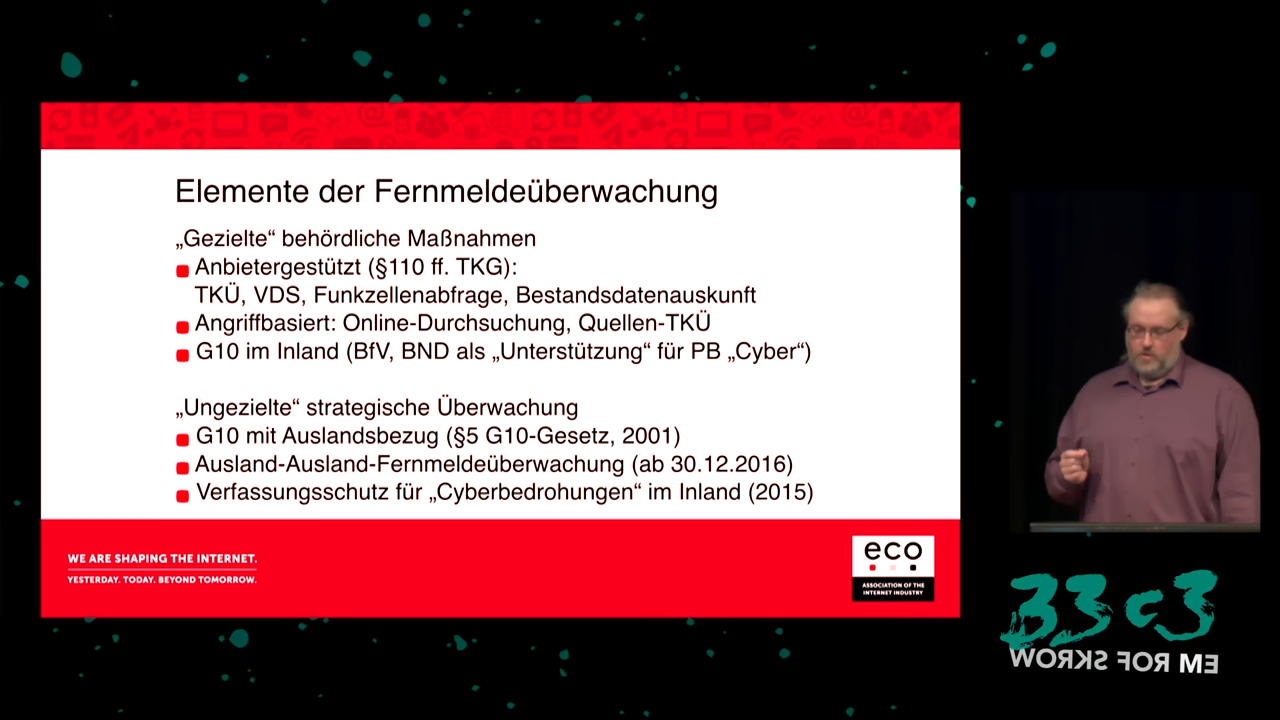 Elemente der Fernmeldeüberwachung
„Gezielte“ behördliche Maßnahmen
Anbietergestützt (§110 ff. TKG):
TKÜ, VDS, Funkzellenabfrage, Bestandsdatenauskunft
Angriffbasiert: Online-Durchsuchung, Quellen-TKÜ
G10 im Inland (BfV, BND als „Unterstützung“ für PB „Cyber“)
„Ungezielte“ strategische Überwachung
G10 mit Auslandsbezug (§5 G10-Gesetz, 2001)
Ausland-Ausland-Fernmeldeüberwachung (ab 30.12.2016)
Verfassungsschutz für „Cyberbedrohungen“ im Inland (2015)
WE ARE SHAPING THE INTERNET.
YESTERDAY. TODAY. BEYOND TOMORROW.
eco
ASSOCIATION OF THE
INTERNET INDUSTRY
33c3
WORKS FOR ME